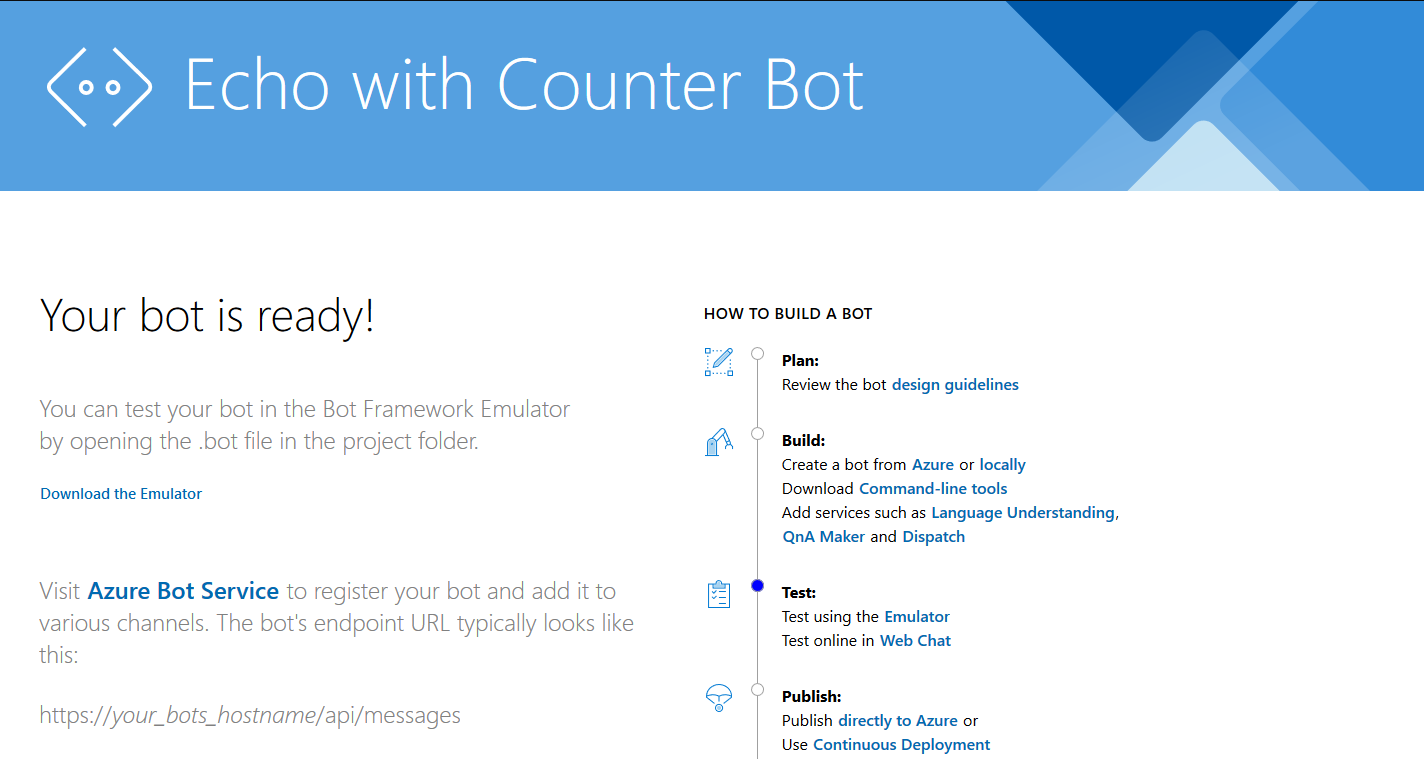 Echo with Counter Bot
Your bot is ready!
You can test your bot in the Bot Framework Emulator
by opening the .bot file in the project folder.
Download the Emulator
Visit Azure Bot Service to register your bot and add it to
various channels. The bot's endpoint URL typically looks like
this:
https://your_bots_hostname/api/messages
HOW TO BUILD A BOT
Plan:
Review the bot design guidelines
Build:
Create a bot from Azure or locally
Download Command-line tools
Add services such as Language Understanding,
QnA Maker and Dispatch
Test:
Test using the Emulator
Test online in Web Chat
Publish:
Publish directly to Azure or
Use Continuous Deployment